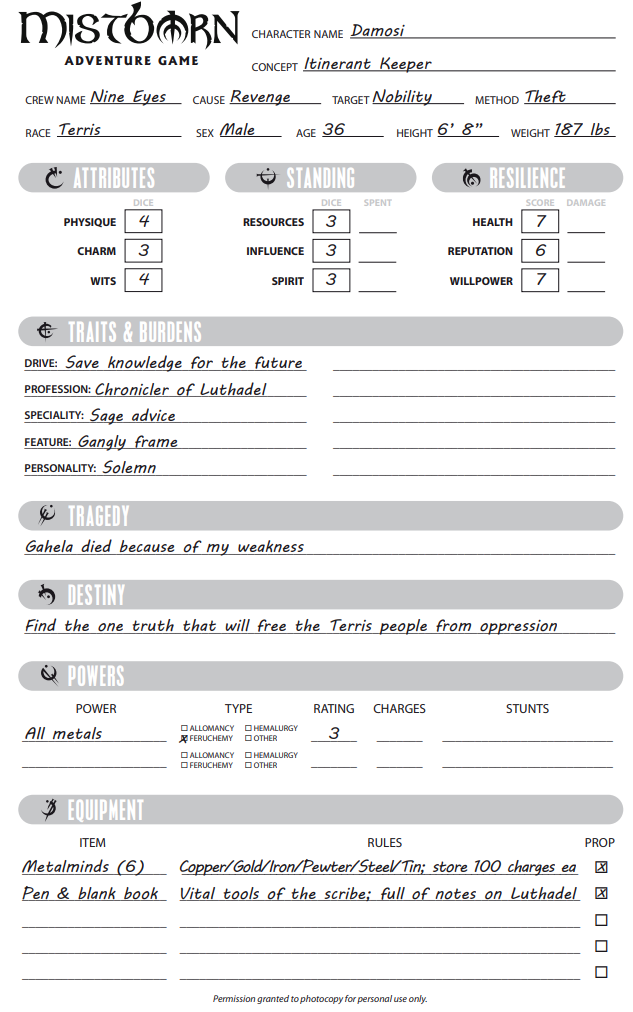 MISTBORN
ADVENTURE GAME
CHARACTER NAME Damosi
CONCEPT Itinerant Keeper
CREW NAME Nine Eyes CAUSE Revenge TARGET Nobility METHOD Theft
RACE Terris SEX Male AGE 36 HEIGHT 6' 8" WEIGHT 187 lbs
ATTRIBUTES STANDING RESILIENCE
DICE DICE SPENT SCORE DAMAGE
PHYSIQUE 4 RESOURCES 3 HEALTH 7
CHARM 3 INFLUENCE 3 REPUTATION 6
WITS 4 SPIRIT 3 WILLPOWER 7
TRAITS & BURDENS
DRIVE: Save knowledge for the future
PROFESSION: Chronicler of Luthadel
SPECIALITY: Sage advice
FEATURE: Gangly frame
PERSONALITY: Solemn
TRAGEDY
Gahela died because of my weakness
DESTINY
Find the one truth that will free the Terris people from oppression
POWERS
POWER TYPE RATING CHARGES STUNTS
All metals ☐ ALLOMANCY ☐ HEMALURGY 3
☒ FERUCHEMY ☐ OTHER
☐ ALLOMANCY ☐ HEMALURGY
☐ FERUCHEMY ☐ OTHER
EQUIPMENT
ITEM RULES PROP
Metalminds (6) Copper/Gold/Iron/Pewter/Steel/Tin; store 100 charges ea ☒
Pen & blank book Vital tools of the scribe; full of notes on Luthadel ☒
☐
☐
☐
Permission granted to photocopy for personal use only.